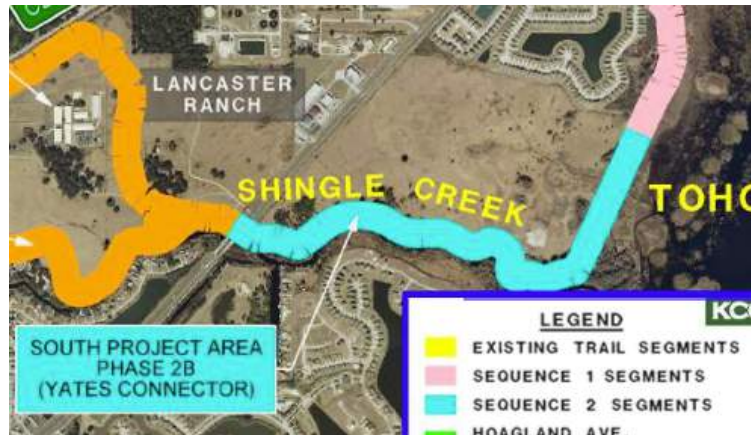 LANCASTER
RANCH
SHINGLE CREEK
TOHO
SOUTH PROJECT AREA
PHASE 2B
(YATES CONNECTOR)
LEGEND
EXISTING TRAIL SEGMENTS
SEQUENCE 1 SEGMENTS
SEQUENCE 2 SEGMENTS
HOAGLAND AVE.